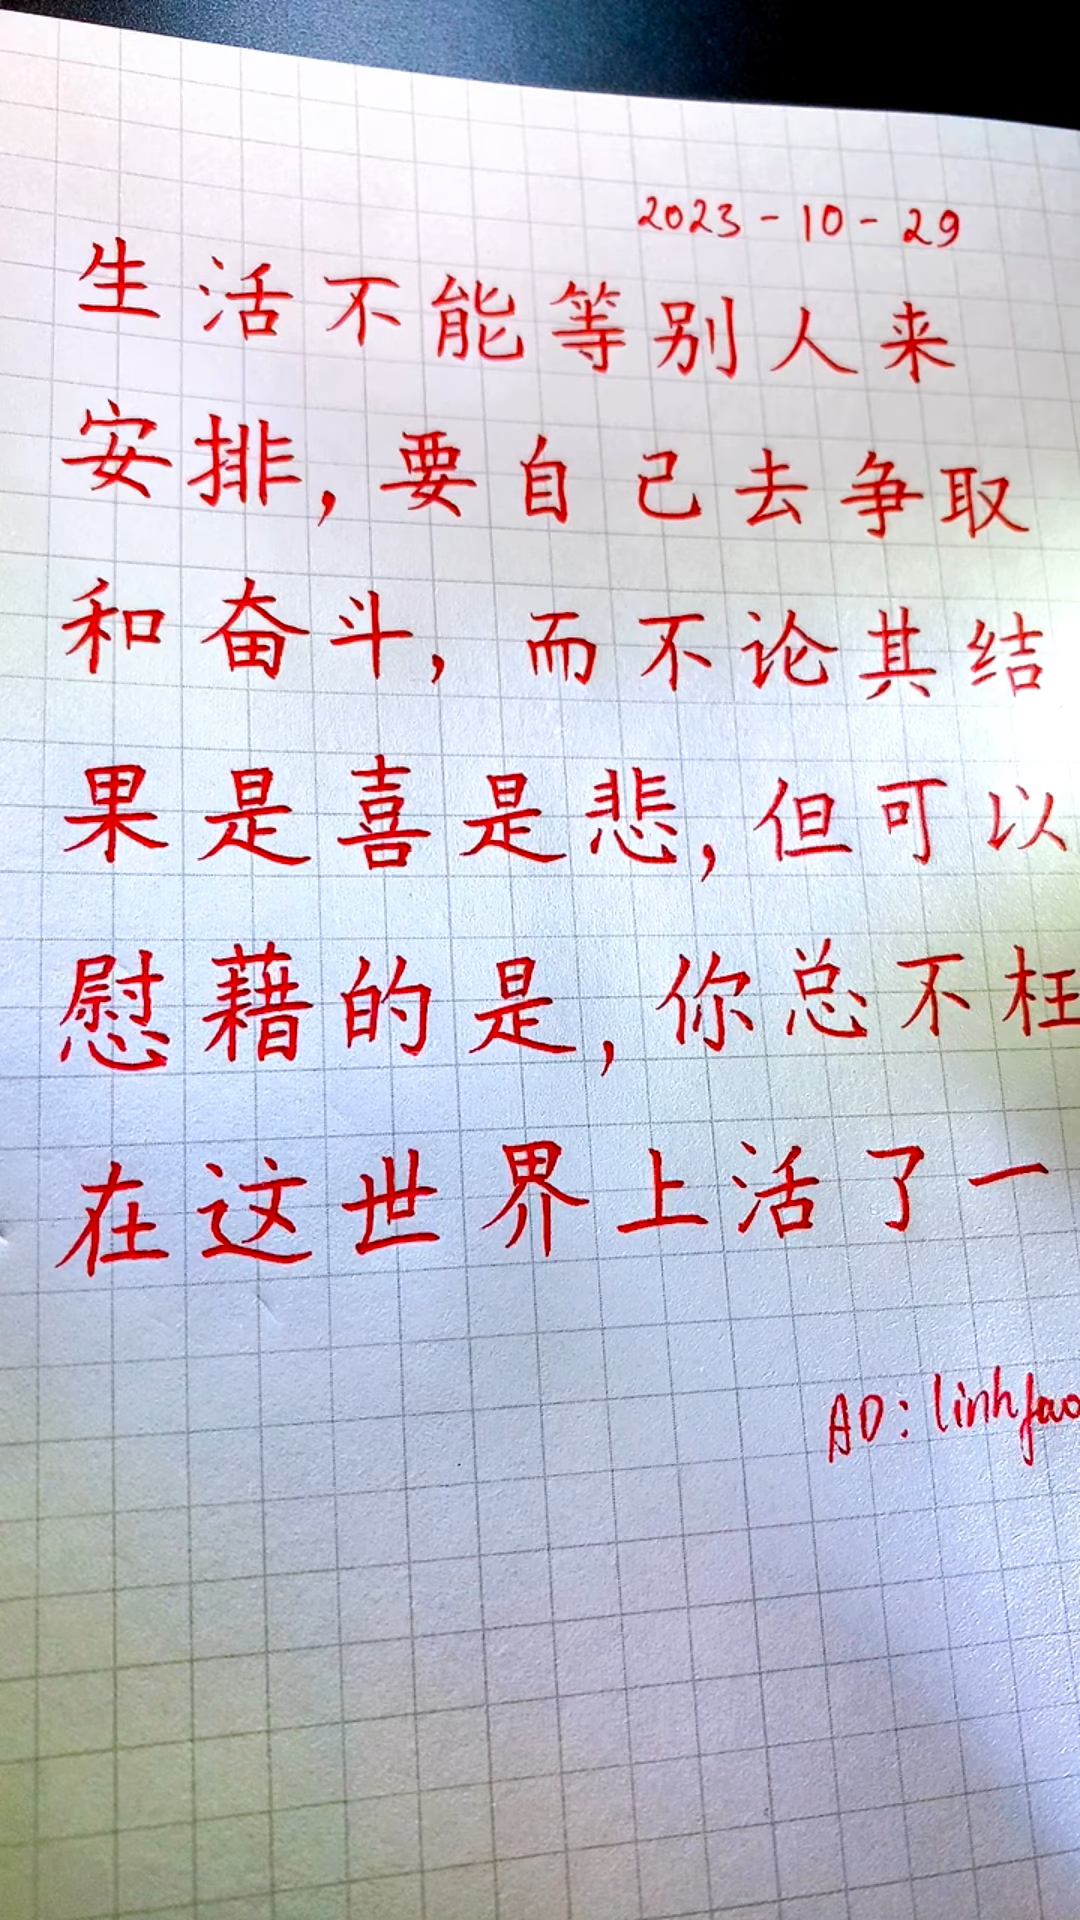 2023-10-29
生活不能等别人来
安排,要自己去争取
和奋斗,而不论其结
果是喜是悲,但可以
慰藉的是,你总不枉
在这世界上活了一
AD: linh